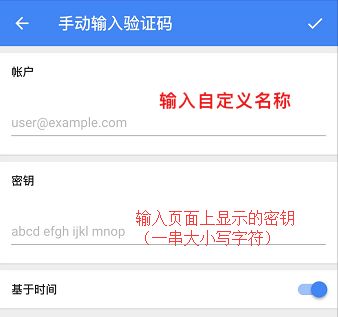 手动输入验证码
帐户
输入自定义名称
user@example.com
密钥
输入页面上显示的密钥
abcd efgh ijkl mnop
（一串大小写字符）
基于时间